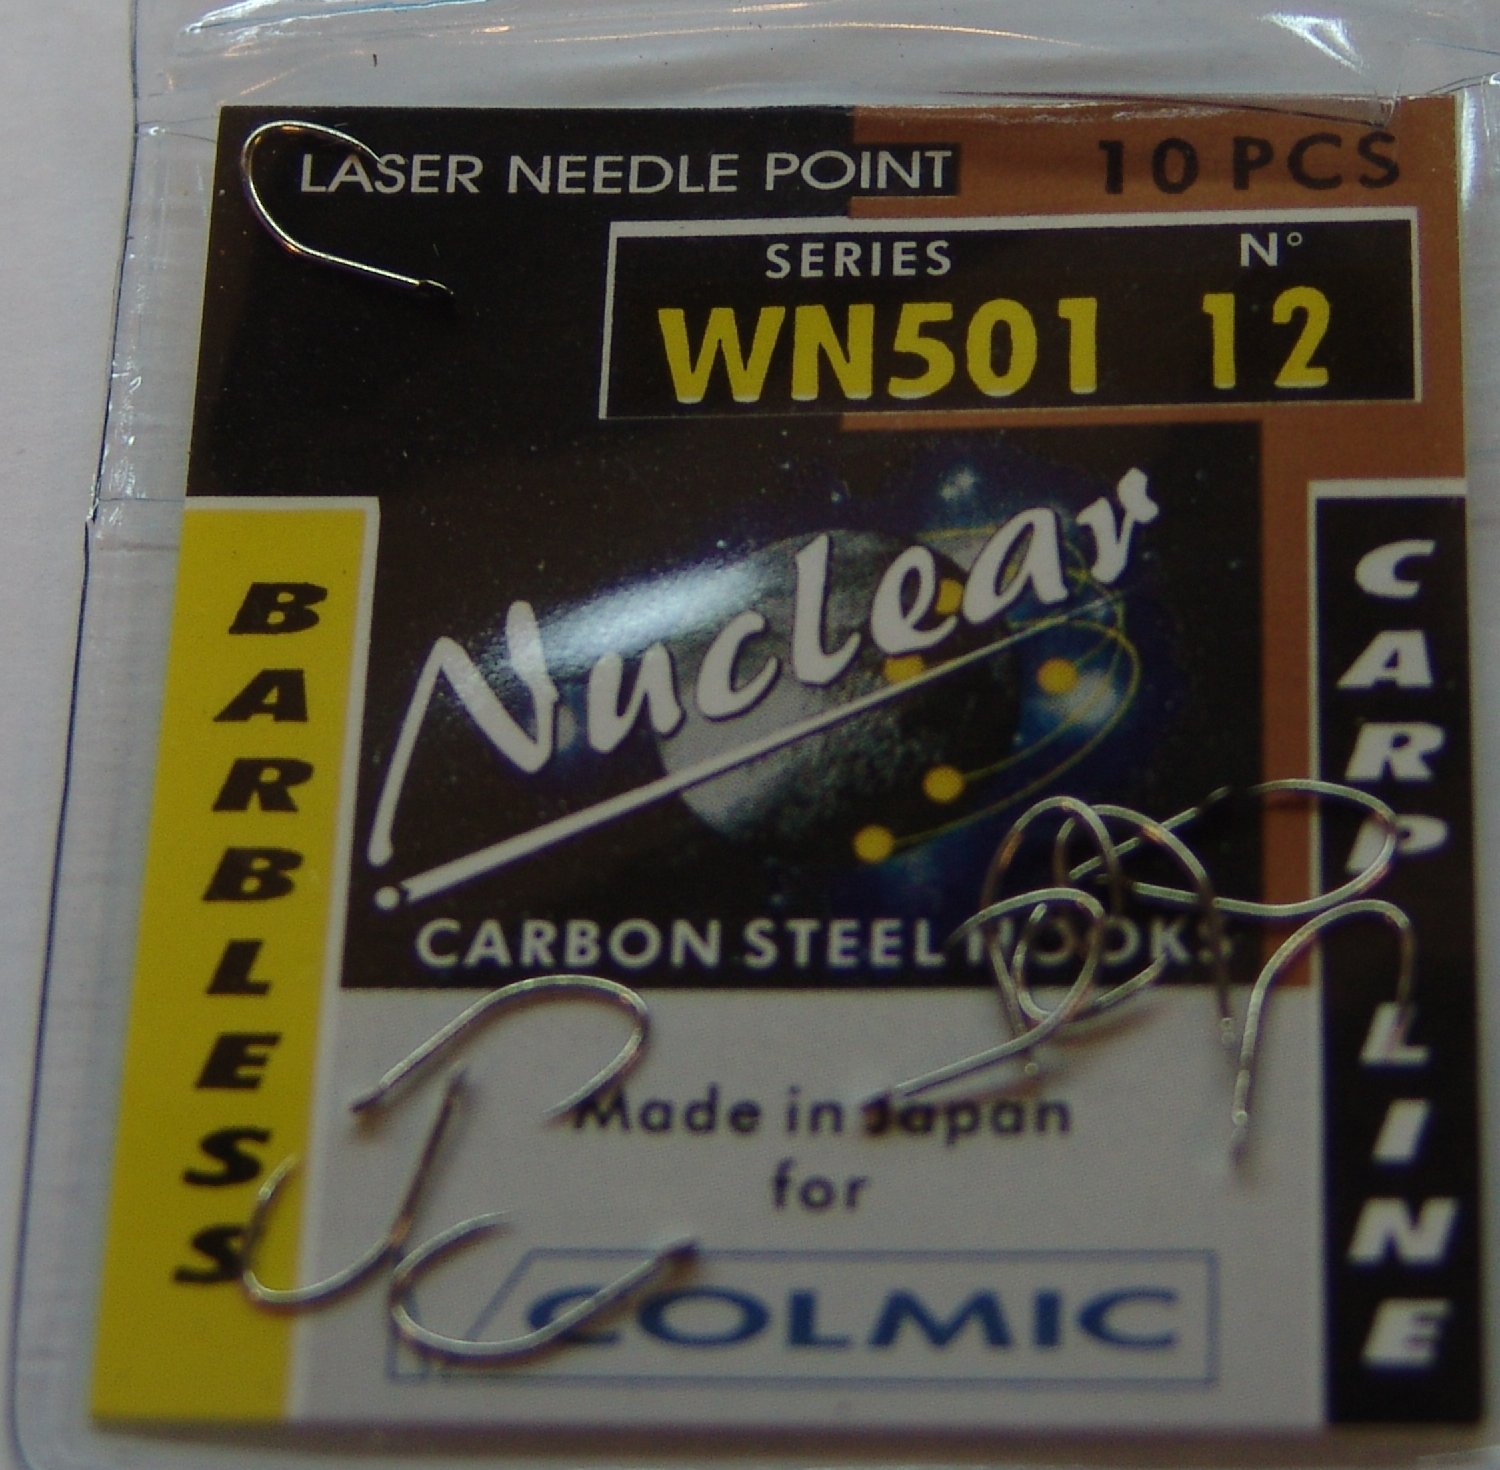 LASER NEEDLE POINT
10 PCS
SERIES N°
WN501 12
Nuclear
CARBON STEEL HOOKS
BARBLESS
CARP LINE
Made in Japan
for
COLMIC